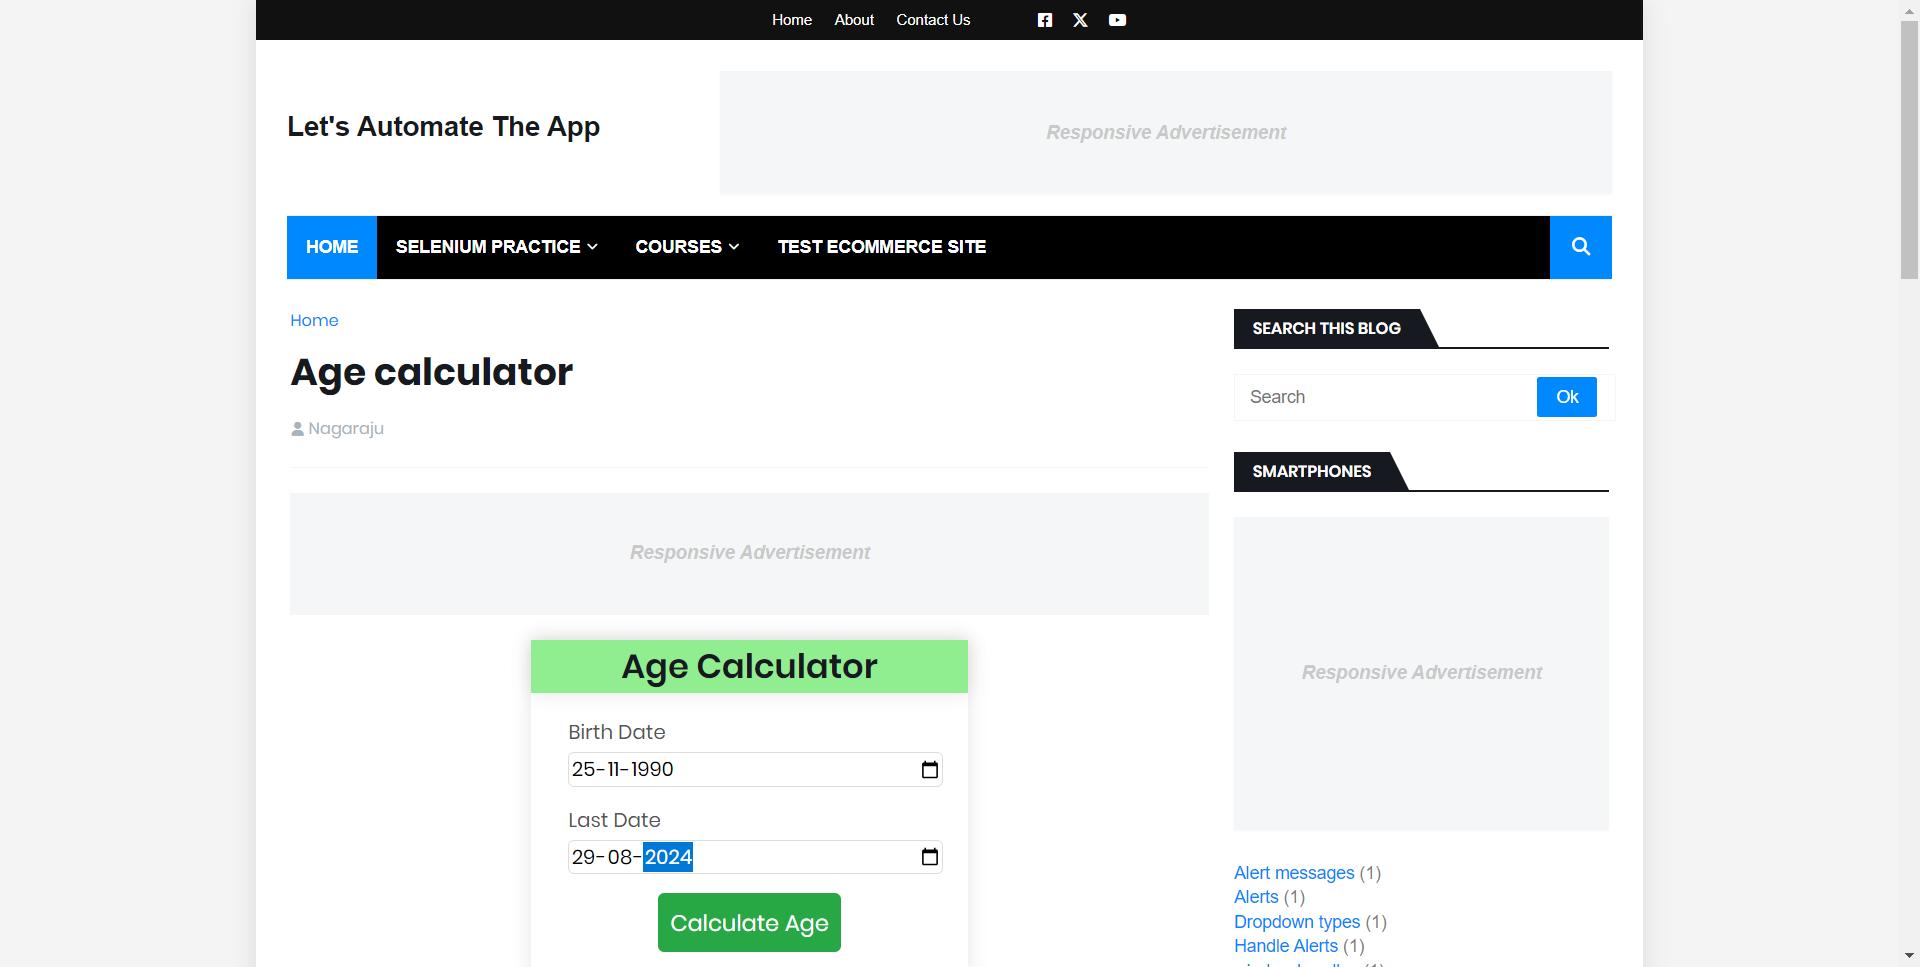 Home About Contact Us
Let's Automate The App
Responsive Advertisement
HOME SELENIUM PRACTICE COURSES TEST ECOMMERCE SITE
Home
Age calculator
Nagaraju
Responsive Advertisement
Age Calculator
Birth Date
25-11-1990
Last Date
29-08-2024
Calculate Age
SEARCH THIS BLOG
Search Ok
SMARTPHONES
Responsive Advertisement
Alert messages (1)
Alerts (1)
Dropdown types (1)
Handle Alerts (1)